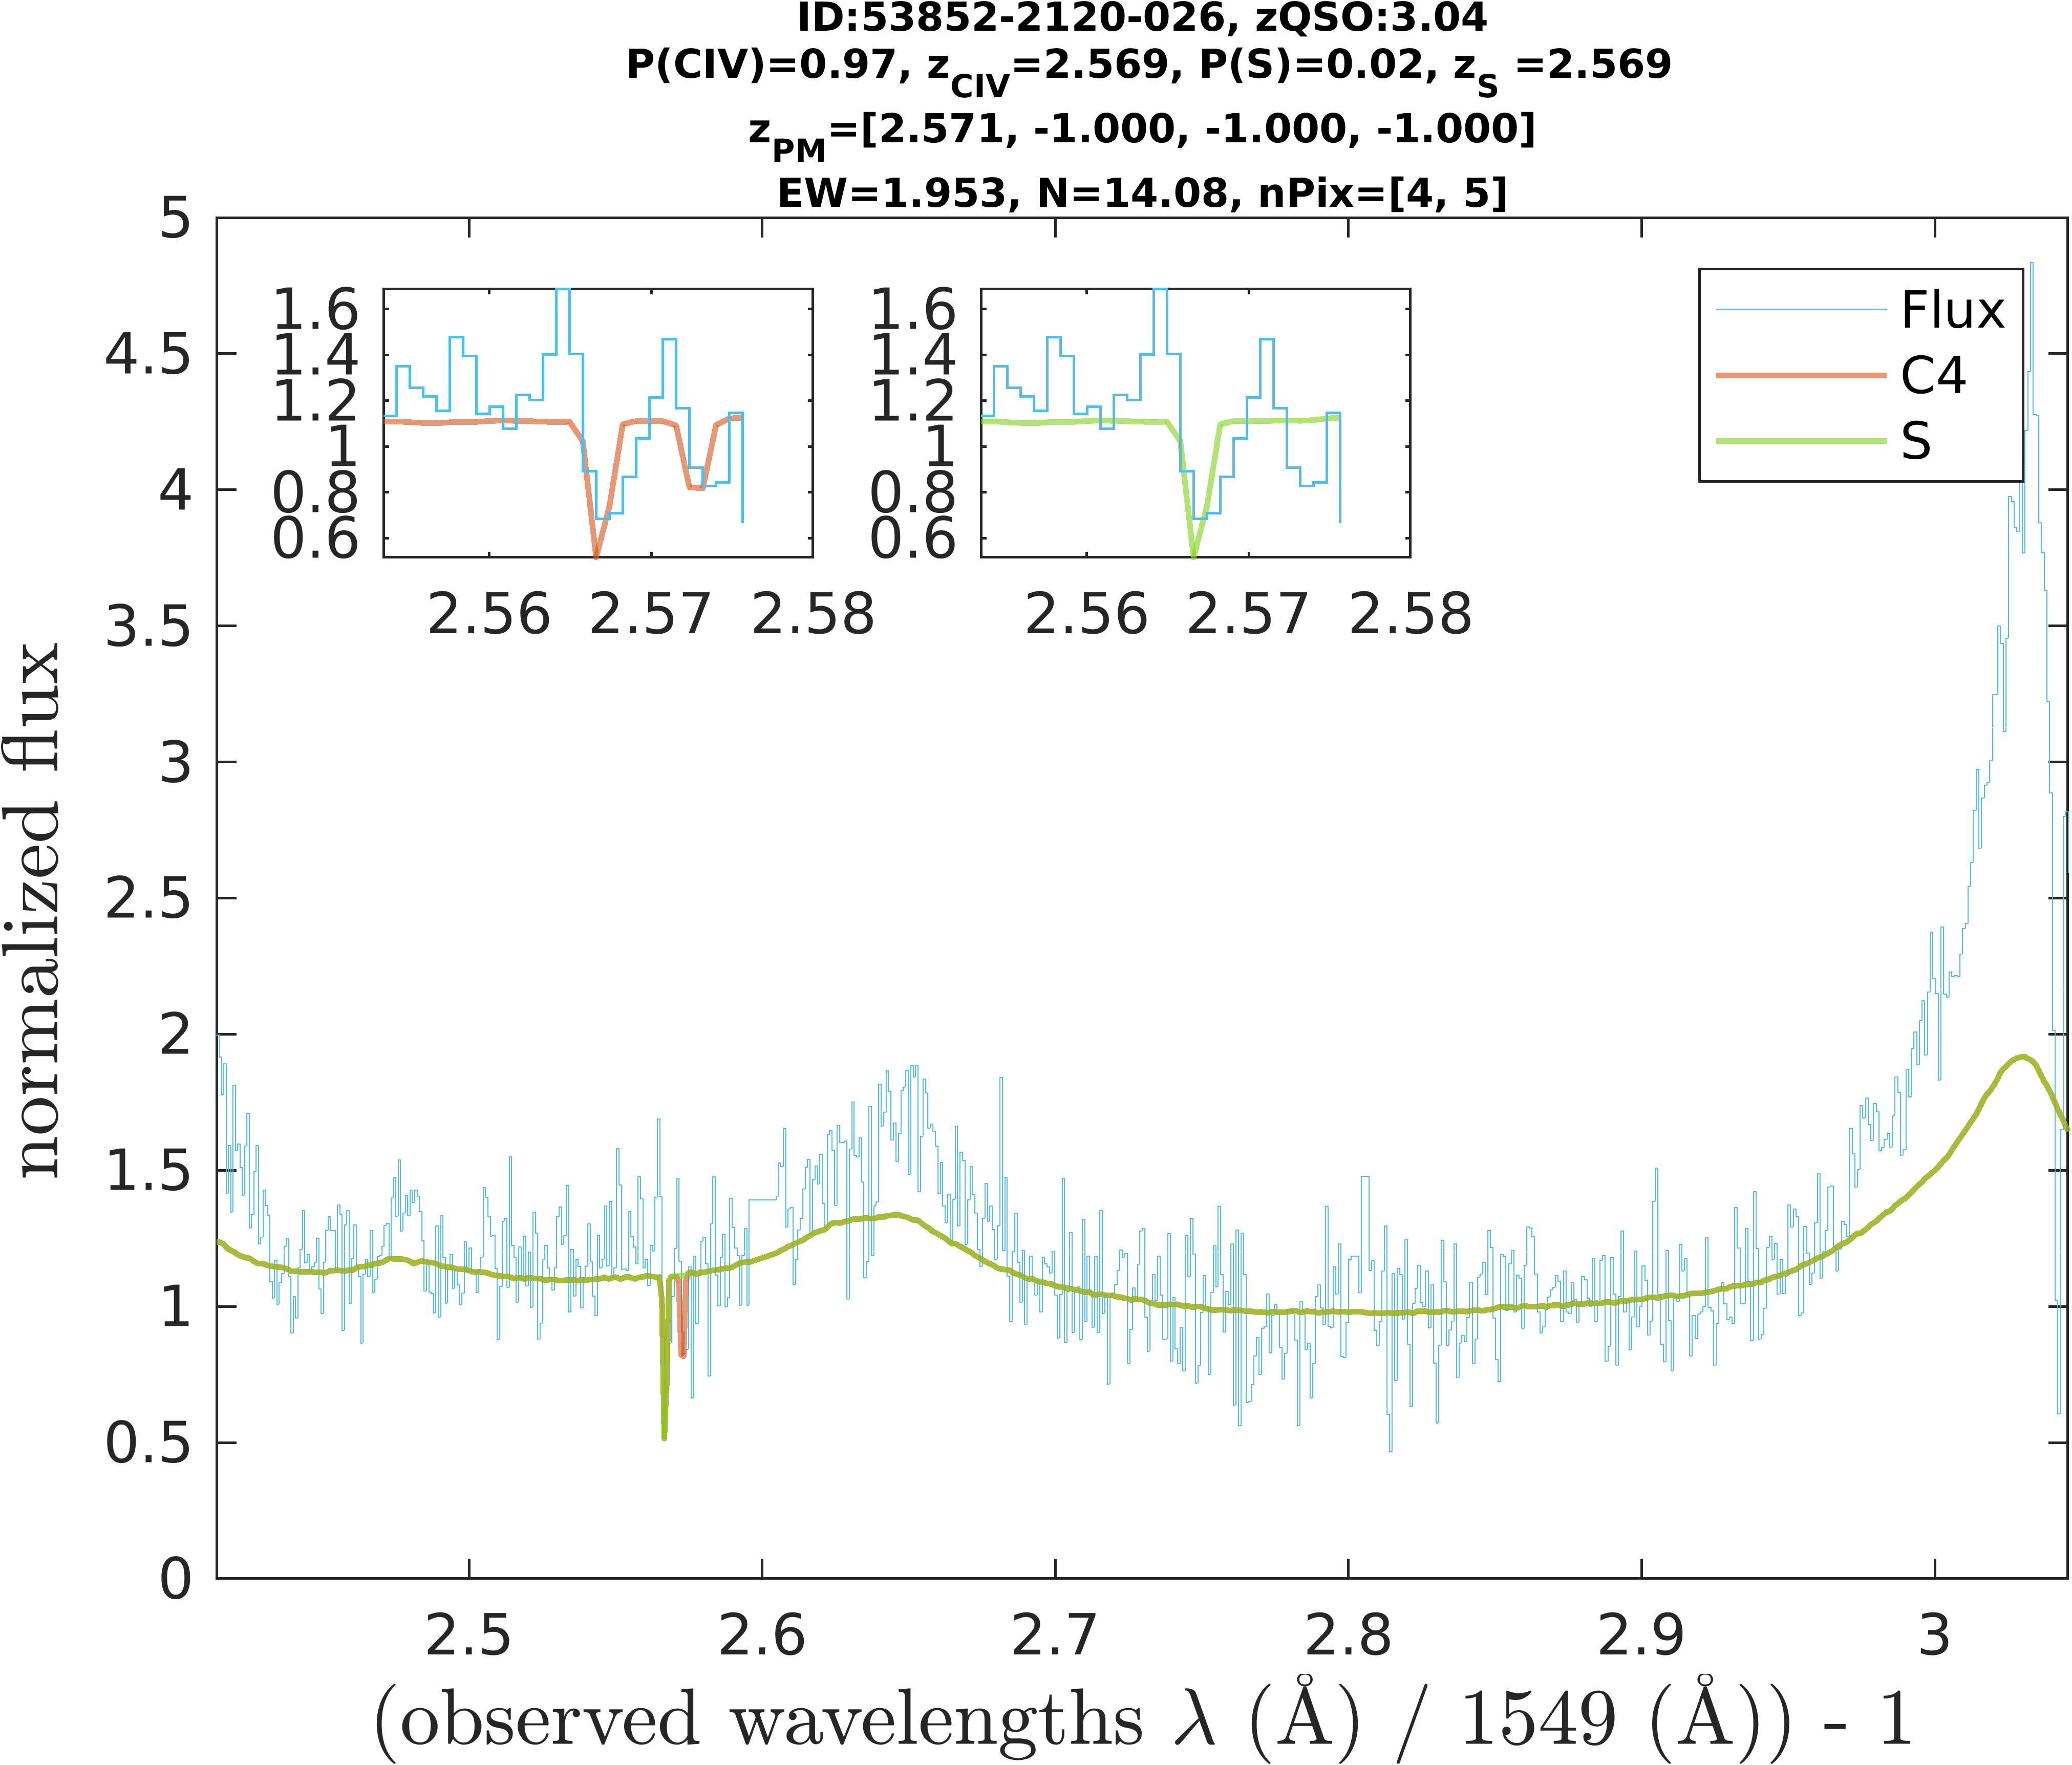 ID:53852-2120-026, zQSO:3.04
P(CIV)=0.97, zCIV=2.569, P(S)=0.02, zS =2.569
zPM=[2.571, -1.000, -1.000, -1.000]
EW=1.953, N=14.08, nPix=[4, 5]
5
4.5
4
3.5
3
2.5
2
1.5
1
0.5
0
normalized flux
1.6
1.4
1.2
1
0.8
0.6
2.56 2.57 2.58
1.6
1.4
1.2
1
0.8
0.6
2.56 2.57 2.58
Flux
C4
S
2.5 2.6 2.7 2.8 2.9 3
(observed wavelengths λ (Å) / 1549 (Å)) - 1